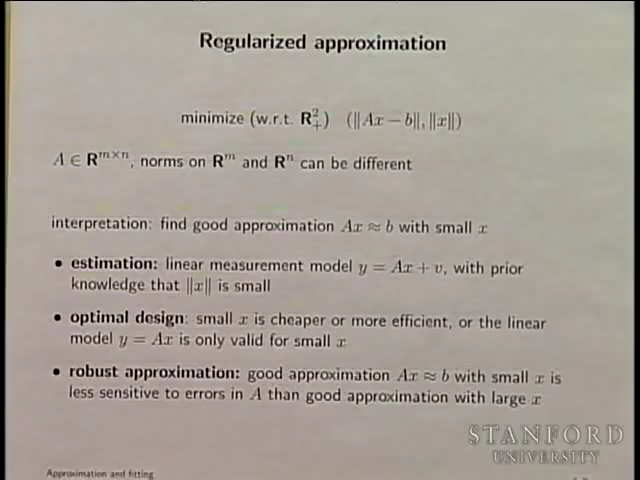 Regularized approximation
minimize (w.r.t. R²₊) (‖Ax − b‖, ‖x‖)
A ∈ R^{m×n}, norms on R^m and R^n can be different
interpretation: find good approximation Ax ≈ b with small x
• estimation: linear measurement model y = Ax + v, with prior
knowledge that ‖x‖ is small
• optimal design: small x is cheaper or more efficient, or the linear
model y = Ax is only valid for small x
• robust approximation: good approximation Ax ≈ b with small x is
less sensitive to errors in A than good approximation with large x
STANFORD
UNIVERSITY
Approximation and fitting